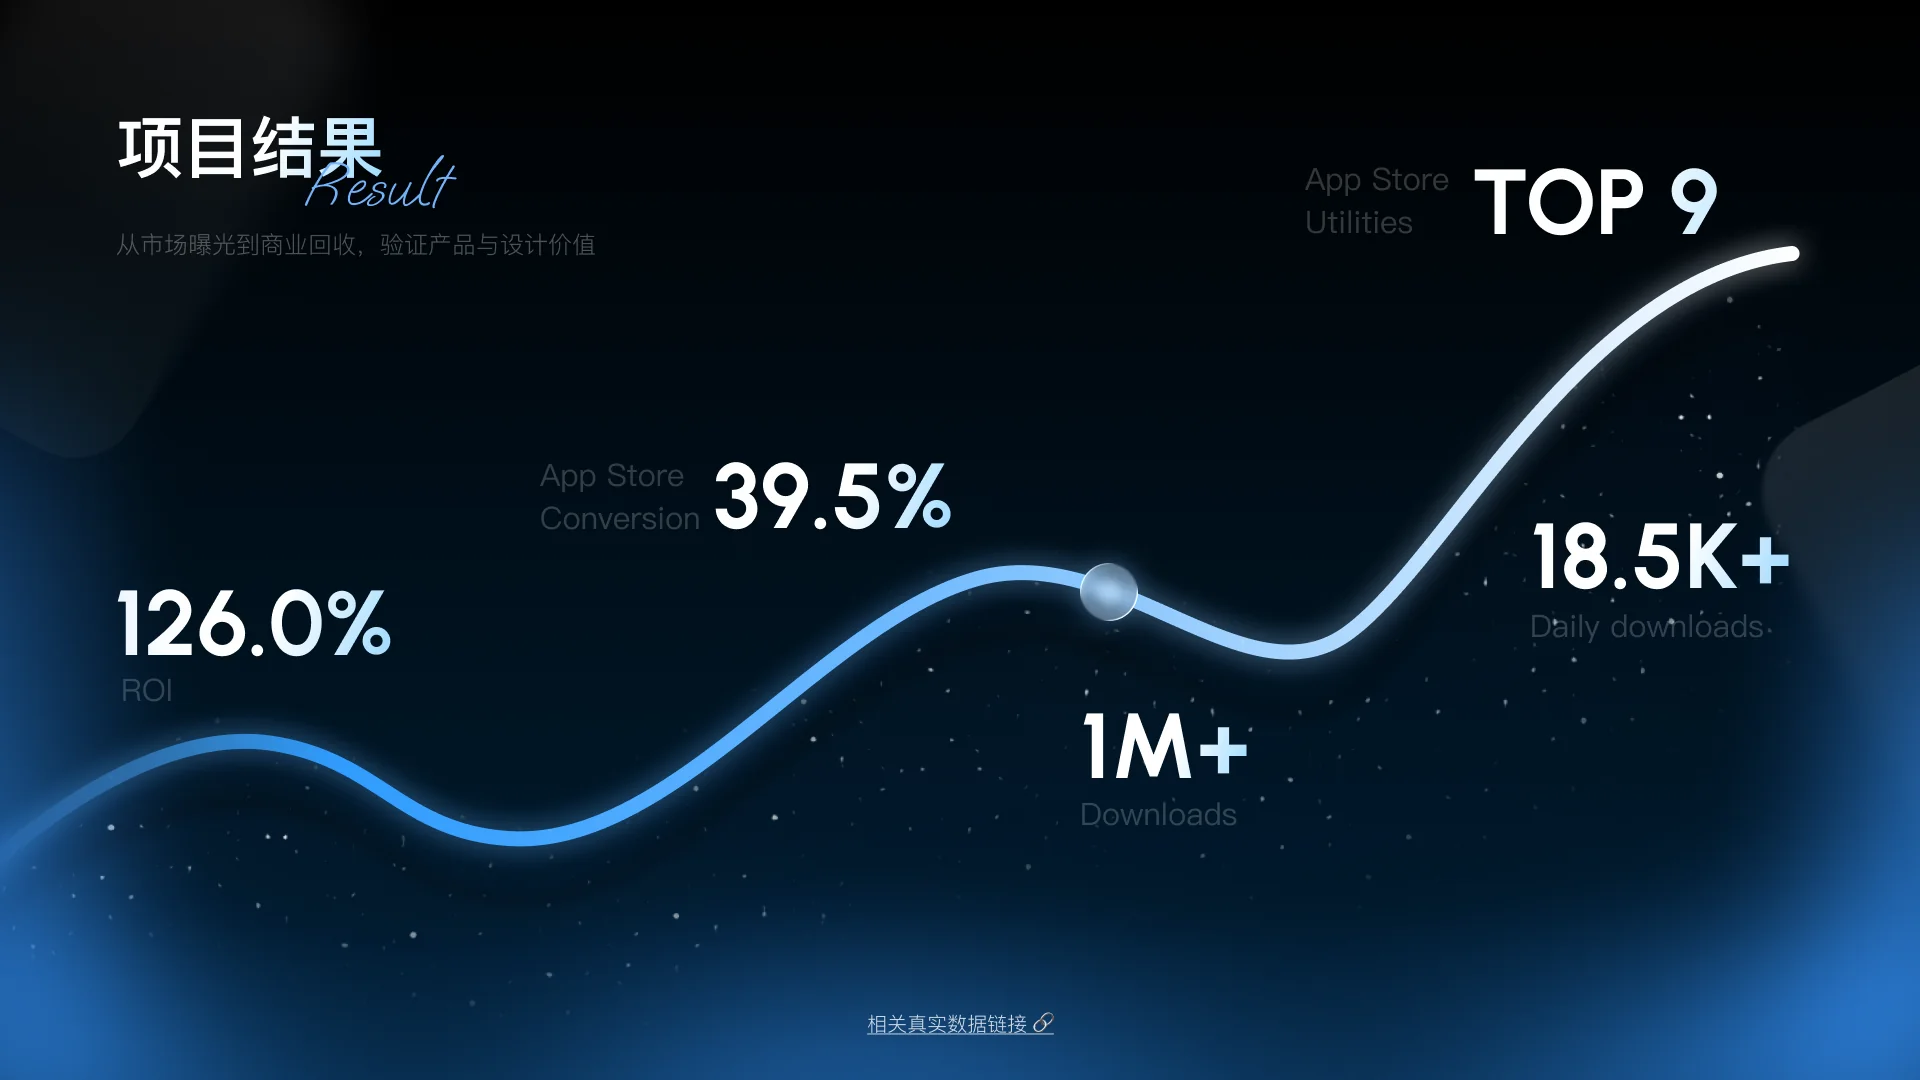 项目结果
Result
从市场曝光到商业回收，验证产品与设计价值
App Store
Utilities
TOP 9
App Store
Conversion
39.5%
126.0%
ROI
18.5K+
Daily downloads
1M+
Downloads
相关真实数据链接